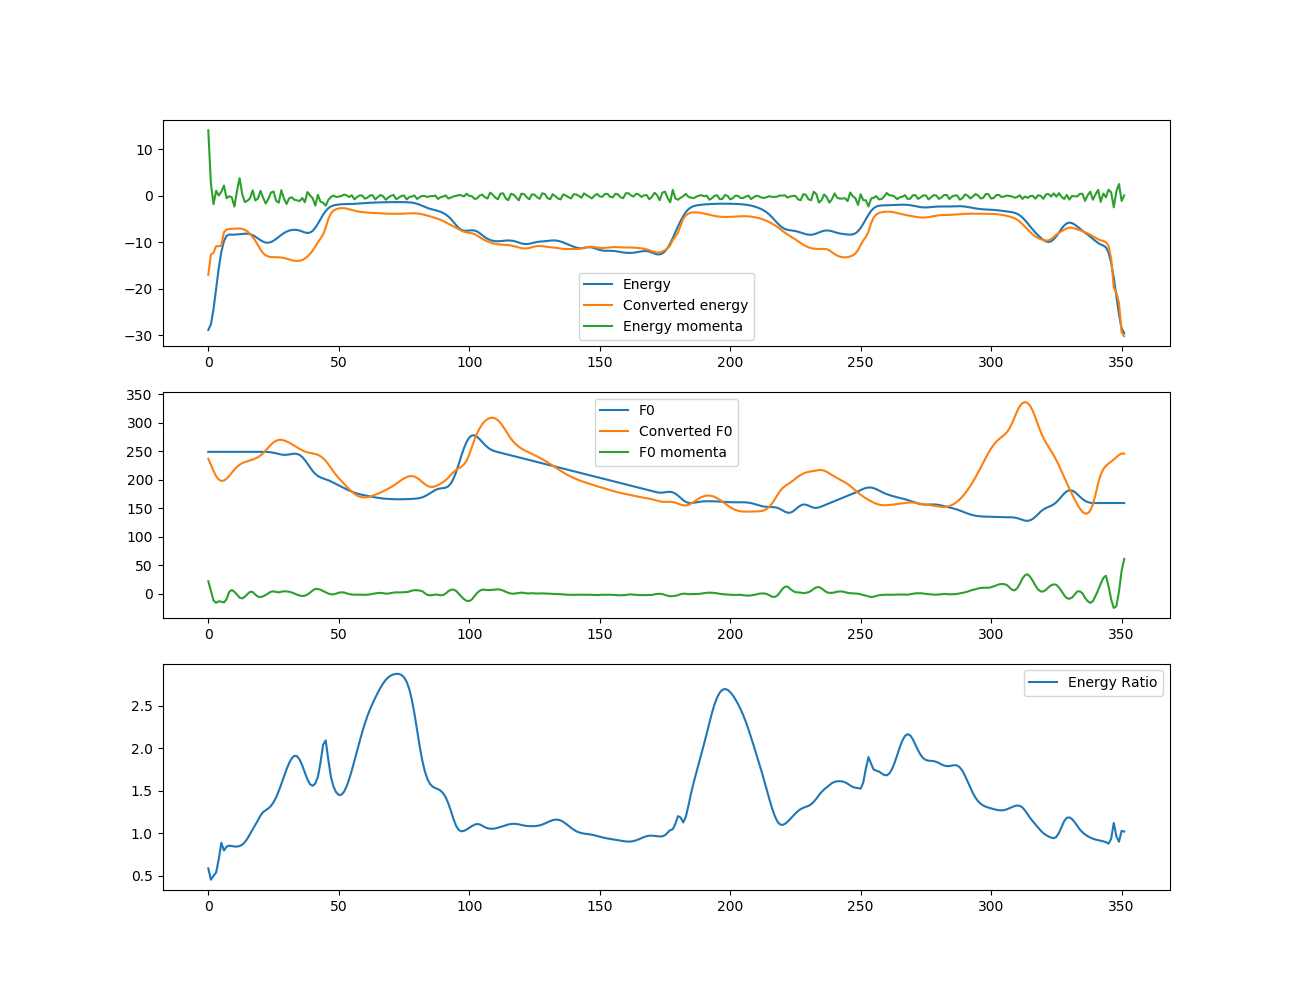 10
0
−10
−20
−30
Energy
Converted energy
Energy momenta
0 50 100 150 200 250 300 350
350
300
250
200
150
100
50
0
F0
Converted F0
F0 momenta
0 50 100 150 200 250 300 350
2.5
2.0
1.5
1.0
0.5
Energy Ratio
0 50 100 150 200 250 300 350